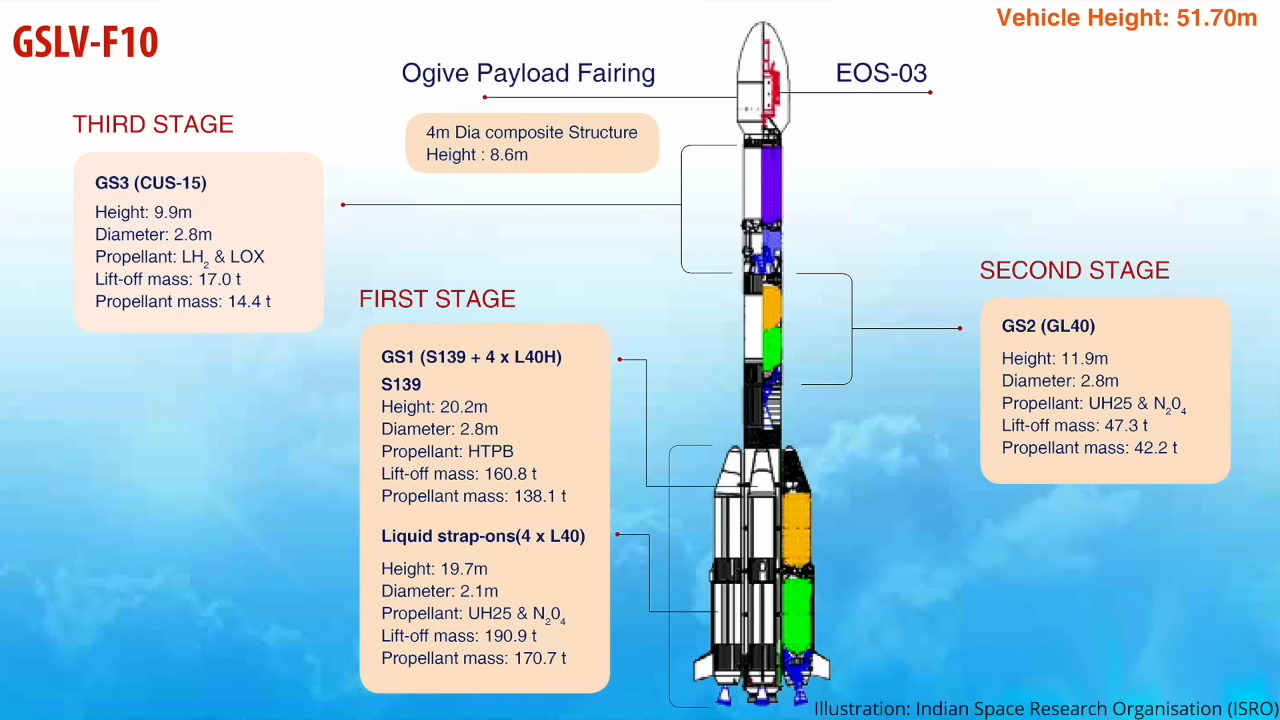 GSLV-F10
Vehicle Height: 51.70m
Ogive Payload Fairing
EOS-03
4m Dia composite Structure
Height : 8.6m
THIRD STAGE
GS3 (CUS-15)
Height: 9.9m
Diameter: 2.8m
Propellant: LH₂ & LOX
Lift-off mass: 17.0 t
Propellant mass: 14.4 t
FIRST STAGE
GS1 (S139 + 4 x L40H)
S139
Height: 20.2m
Diameter: 2.8m
Propellant: HTPB
Lift-off mass: 160.8 t
Propellant mass: 138.1 t
Liquid strap-ons(4 x L40)
Height: 19.7m
Diameter: 2.1m
Propellant: UH25 & N₂0₄
Lift-off mass: 190.9 t
Propellant mass: 170.7 t
SECOND STAGE
GS2 (GL40)
Height: 11.9m
Diameter: 2.8m
Propellant: UH25 & N₂0₄
Lift-off mass: 47.3 t
Propellant mass: 42.2 t
Illustration: Indian Space Research Organisation (ISRO)